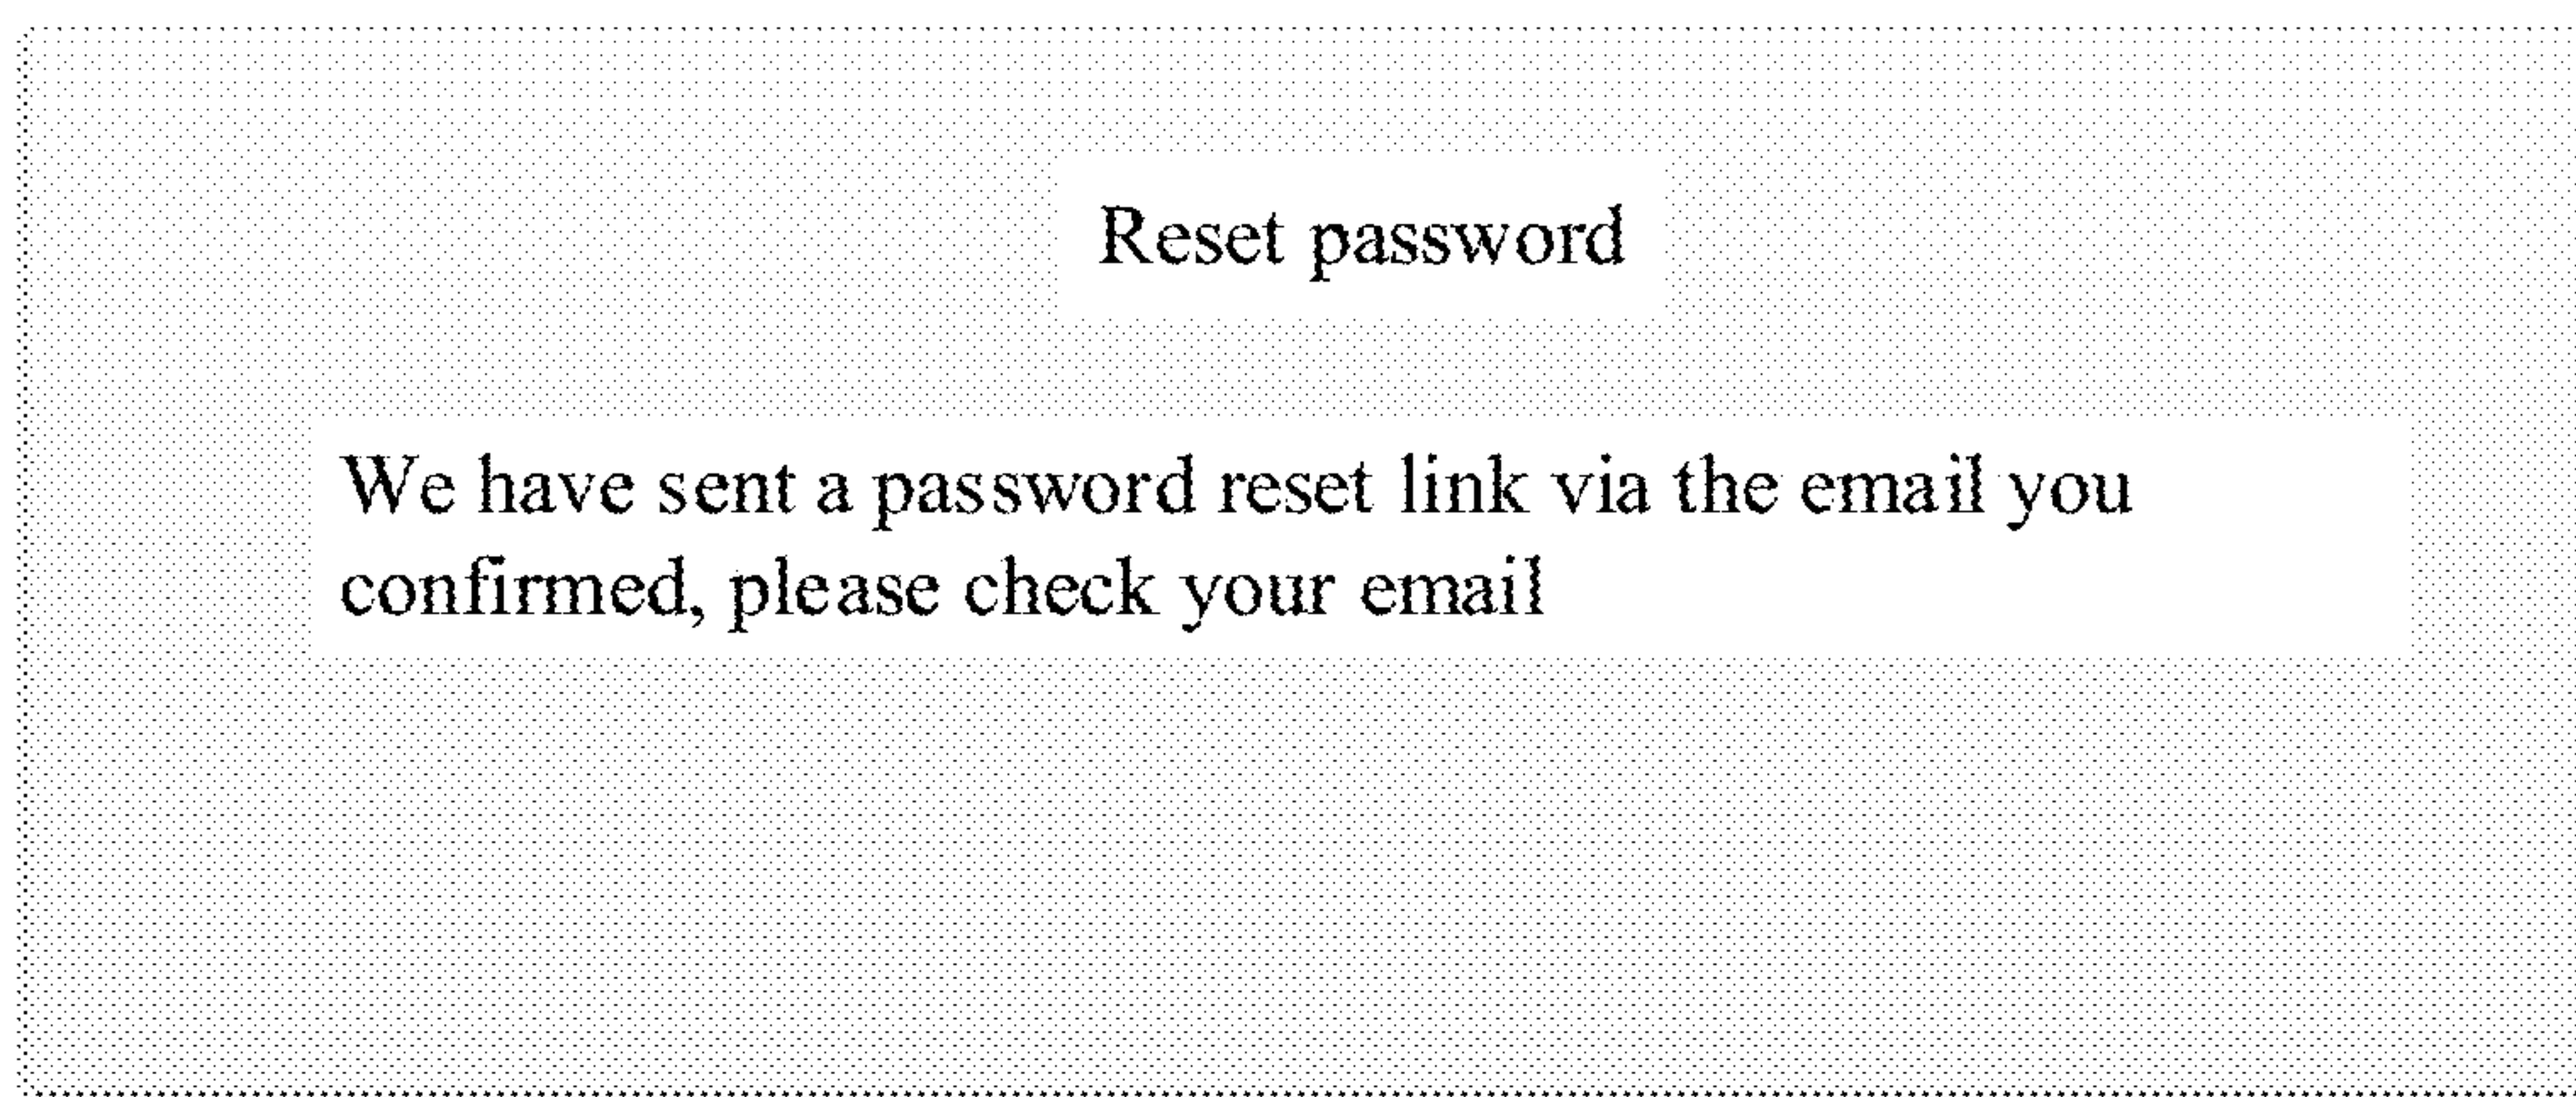 Reset password
We have sent a password reset link via the email you
confirmed, please check your email